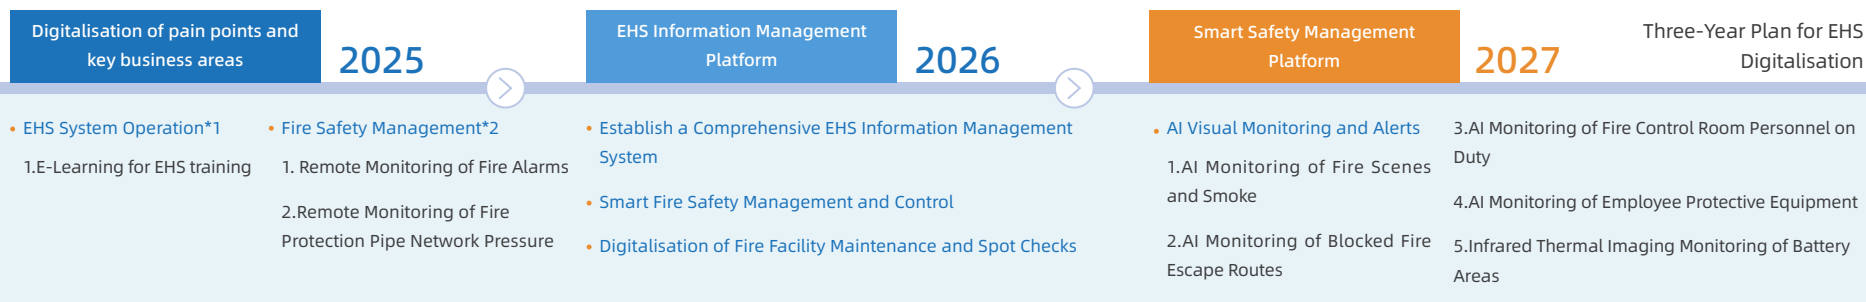 Digitalisation of pain points and
key business areas
2025
EHS Information Management
Platform
2026
Smart Safety Management
Platform
2027
Three-Year Plan for EHS
Digitalisation
• EHS System Operation*1
1.E-Learning for EHS training
• Fire Safety Management*2
1. Remote Monitoring of Fire Alarms
2.Remote Monitoring of Fire
Protection Pipe Network Pressure
• Establish a Comprehensive EHS Information Management
System
• Smart Fire Safety Management and Control
• Digitalisation of Fire Facility Maintenance and Spot Checks
• AI Visual Monitoring and Alerts
1.AI Monitoring of Fire Scenes
and Smoke
2.AI Monitoring of Blocked Fire
Escape Routes
3.AI Monitoring of Fire Control Room Personnel on
Duty
4.AI Monitoring of Employee Protective Equipment
5.Infrared Thermal Imaging Monitoring of Battery
Areas